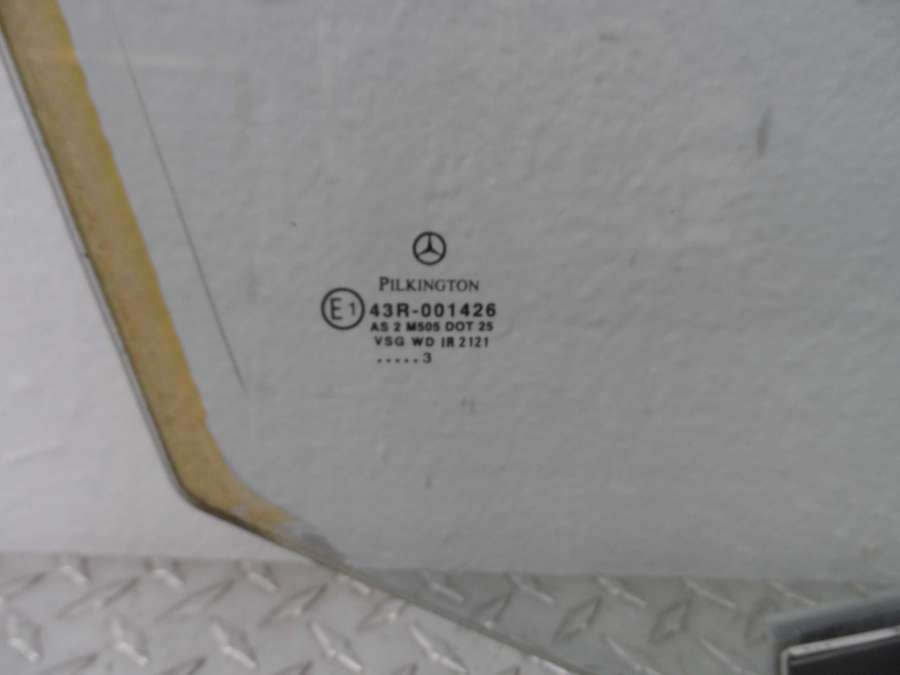 PILKINGTON
E1 43R-001426
AS 2 M505 DOT 25
VSG WD IR 2121
.....3